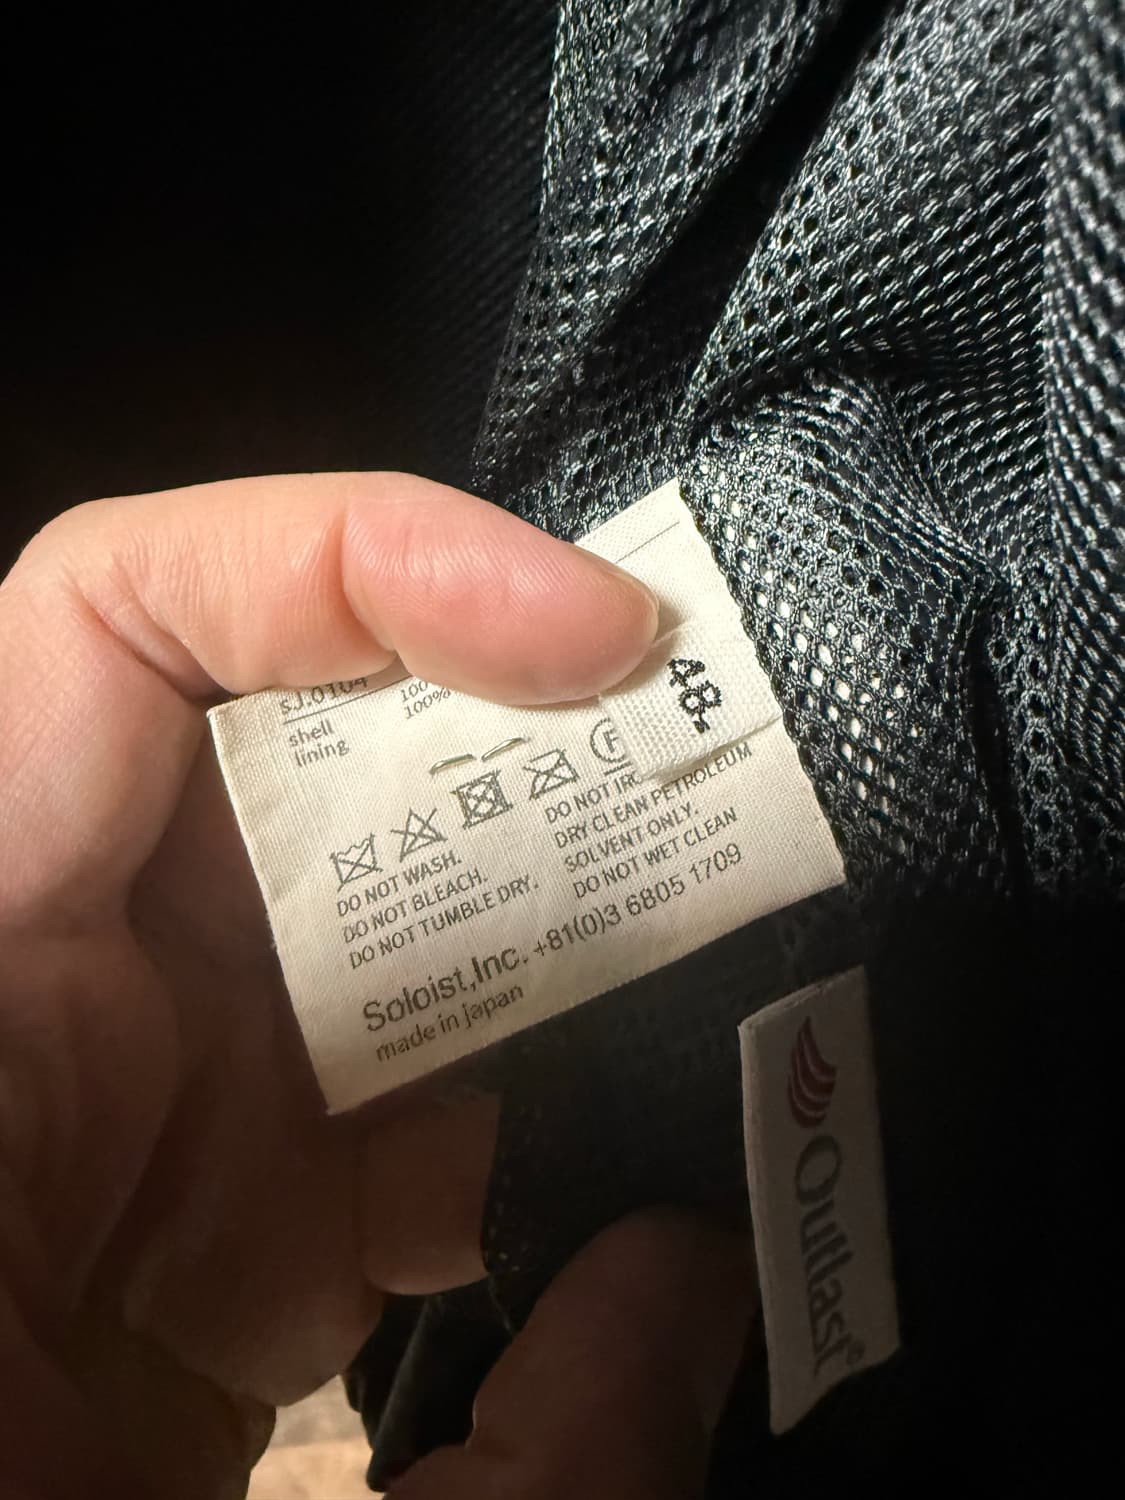 sJ.0104
shell
lining
100%
48.
DO NOT WASH.
DO NOT BLEACH.
DO NOT TUMBLE DRY.
DO NOT
DRY CLEAN PETROLEUM
SOLVENT ONLY.
DO NOT WET CLEAN
Soloist,Inc. +81(0)3 6805 1709
made in japan
Outlast®